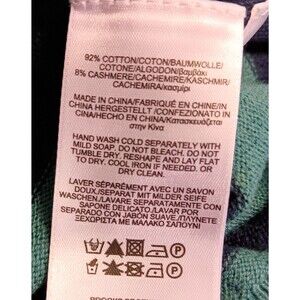 92% COTTON/COTON/BAUMWOLLE/
COTONE/ALGODON/Βαμβάκι
8% CASHMERE/CACHEMIRE/KASCHMIR/
CACHEMIRA/κασμίρι
MADE IN CHINA/FABRIQUÉ EN CHINE/IN
CHINA HERGESTELLT /CONFEZIONATO IN
CINA/HECHO EN CHINA/Κατασκευάζεται
στην Κίνα
HAND WASH COLD SEPARATELY WITH
MILD SOAP. DO NOT BLEACH. DO NOT
TUMBLE DRY. RESHAPE AND LAY FLAT
TO DRY. COOL IRON IF NEEDED. OR
DRY CLEAN.
LAVER SÉPARÉMENT AVEC UN SAVON
DOUX/SEPARAT MIT MILDER SEIFE
WASCHEN/LAVARE SEPARATAMENTE CON
SAPONE DELICATO/LAVAR POR
SEPARADO CON JABÓN SUAVE/ΠΛΥΝΕΤΕ
ΞΕΧΩΡΙΣΤΑ ΜΕ ΜΑΛΑΚΟ ΣΑΠΟΥΝΙ